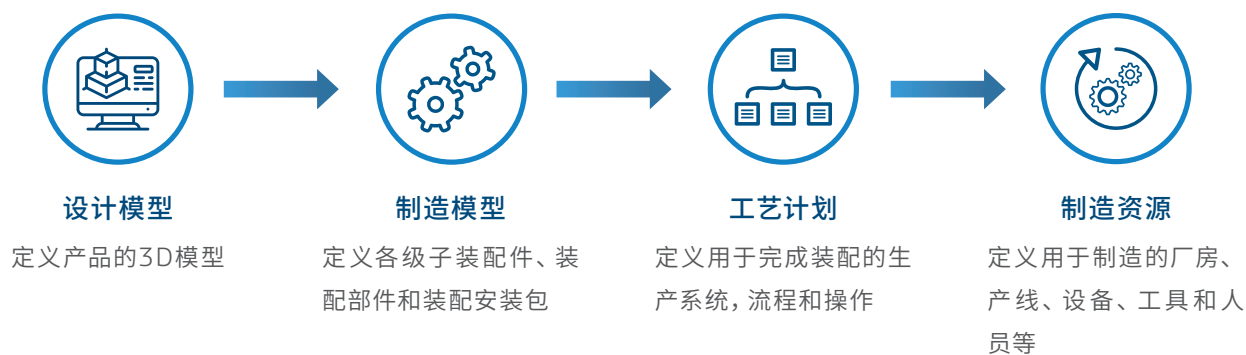 设计模型
定义产品的3D模型
制造模型
定义各级子装配件、装
配部件和装配安装包
工艺计划
定义用于完成装配的生
产系统，流程和操作
制造资源
定义用于制造的厂房、
产线、设备、工具和人
员等